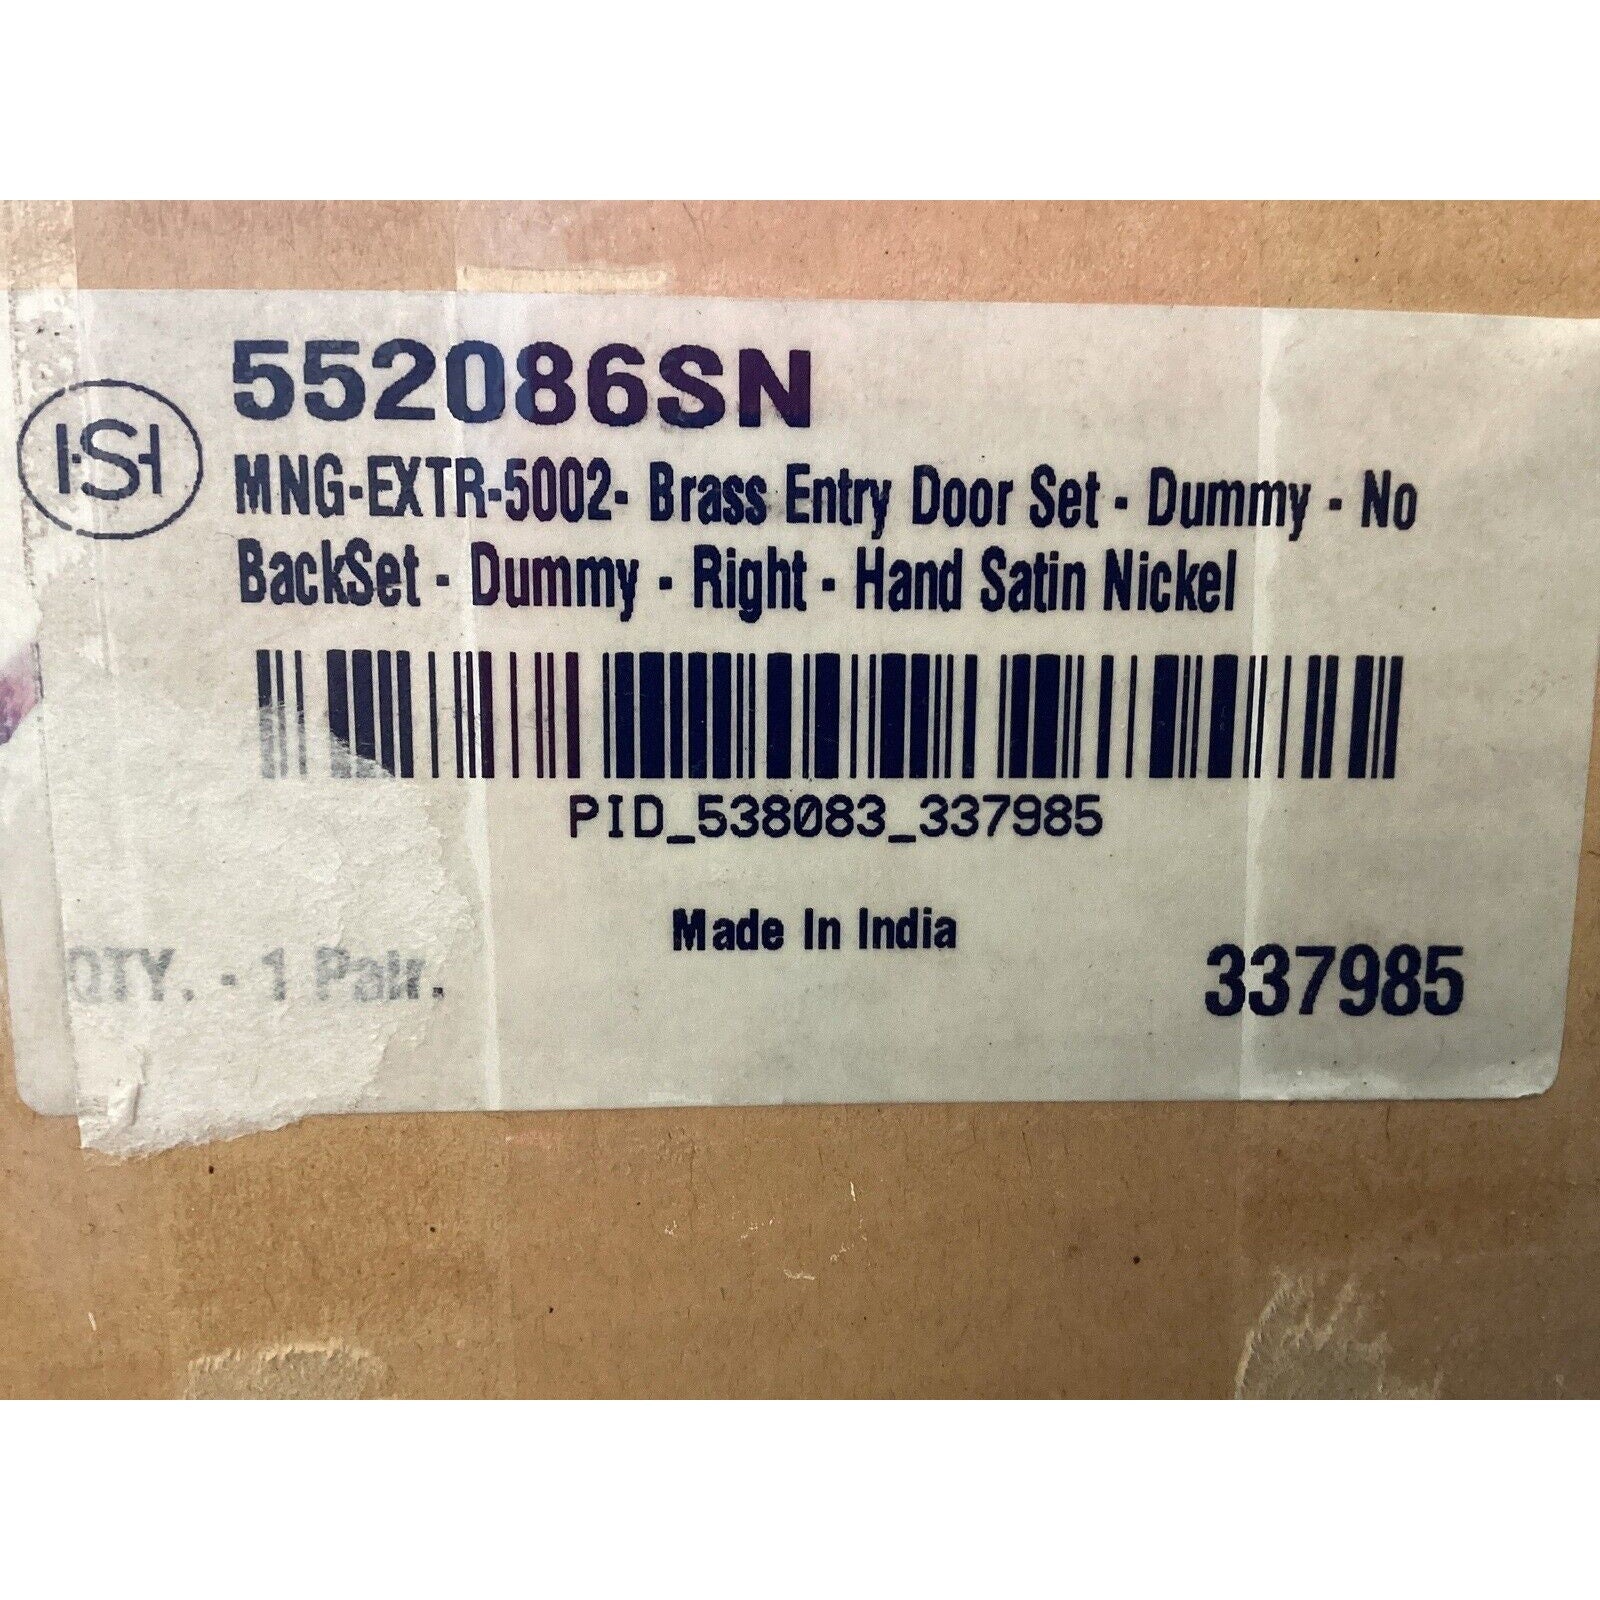 552086SN
HSH
MNG-EXTR-5002- Brass Entry Door Set - Dummy - No
BackSet - Dummy - Right - Hand Satin Nickel
PID_538083_337985
Made In India
QTY. - 1 Pair.
337985